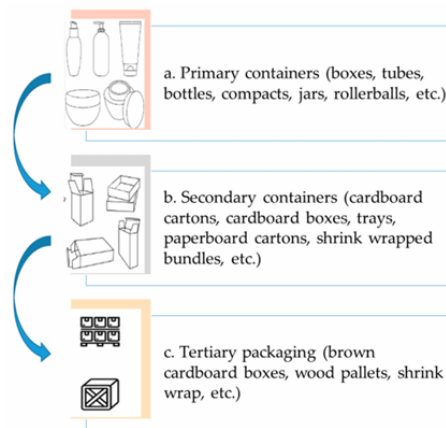 a. Primary containers (boxes, tubes,
bottles, compacts, jars, rollerballs, etc.)
b. Secondary containers (cardboard
cartons, cardboard boxes, trays,
paperboard cartons, shrink wrapped
bundles, etc.)
c. Tertiary packaging (brown
cardboard boxes, wood pallets, shrink
wrap, etc.)